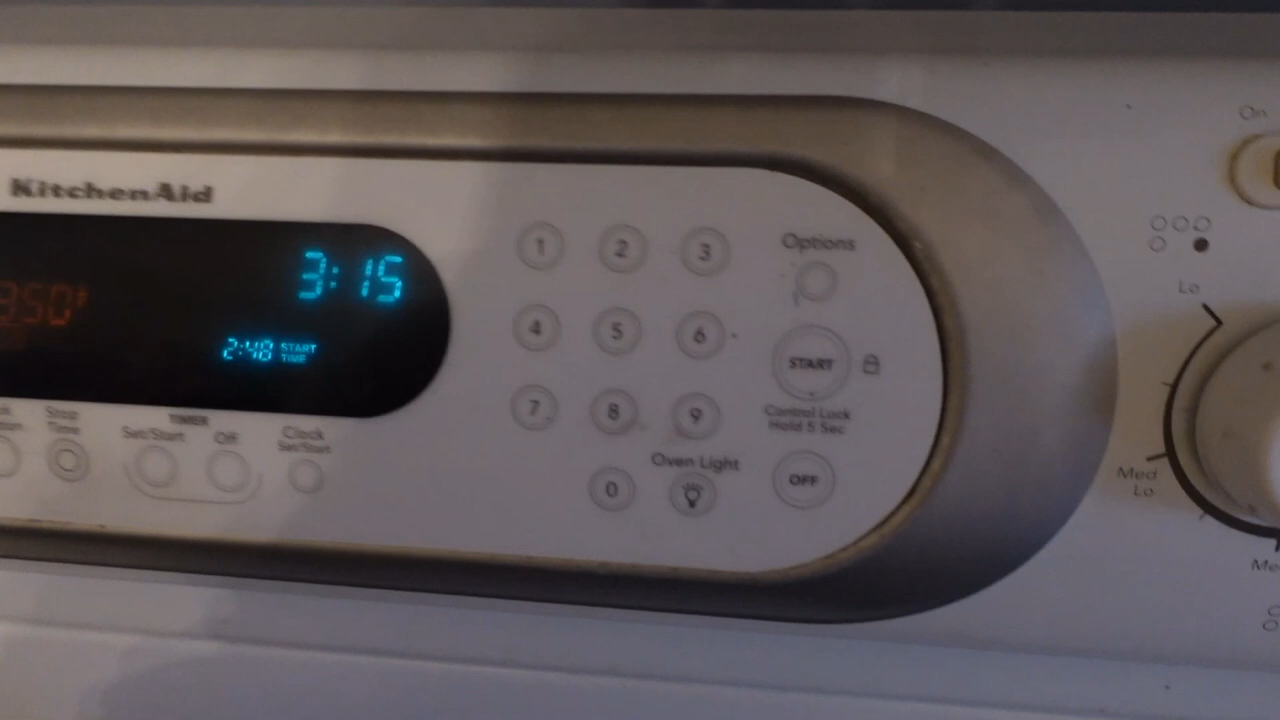 KitchenAid
3:15
350°F
2:48 START TIME
Stop Time
TIMER
Set/Start Off
Clock Set/Start
1 2 3
4 5 6
7 8 9
0
Oven Light
Options
START
Control Lock
Hold 5 Sec
OFF
On
Lo
Med
Lo